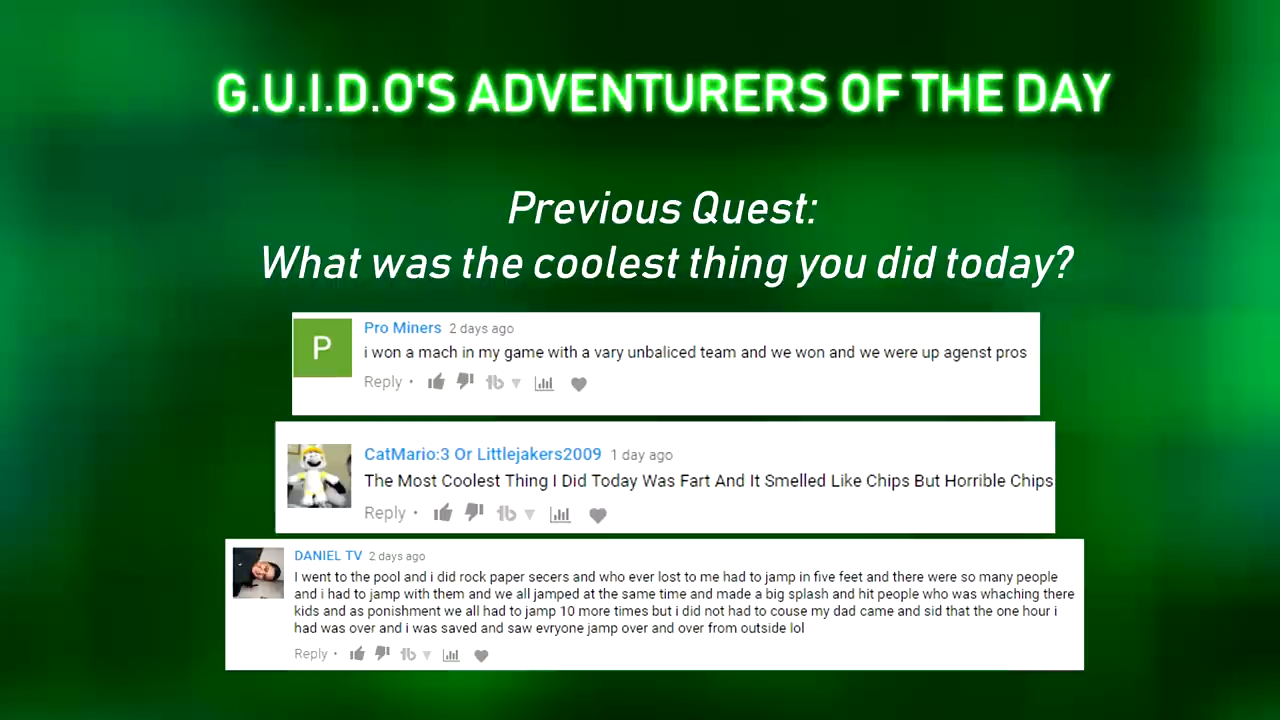 G.U.I.D.O'S ADVENTURERS OF THE DAY
Previous Quest:
What was the coolest thing you did today?
P
Pro Miners 2 days ago
i won a mach in my game with a vary unbaliced team and we won and we were up agenst pros
Reply •
CatMario:3 Or Littlejakers2009 1 day ago
The Most Coolest Thing I Did Today Was Fart And It Smelled Like Chips But Horrible Chips
Reply •
DANIEL TV 2 days ago
I went to the pool and i did rock paper secers and who ever lost to me had to jamp in five feet and there were so many people
and i had to jamp with them and we all jamped at the same time and made a big splash and hit people who was whaching there
kids and as ponishment we all had to jamp 10 more times but i did not had to couse my dad came and sid that the one hour i
had was over and i was saved and saw evryone jamp over and over from outside lol
Reply •